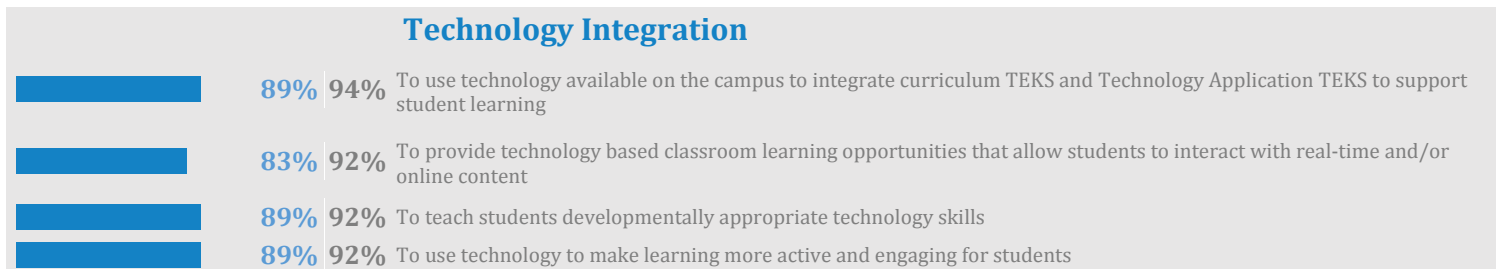 Technology Integration
89% 94% To use technology available on the campus to integrate curriculum TEKS and Technology Application TEKS to support
student learning
83% 92% To provide technology based classroom learning opportunities that allow students to interact with real-time and/or
online content
89% 92% To teach students developmentally appropriate technology skills
89% 92% To use technology to make learning more active and engaging for students